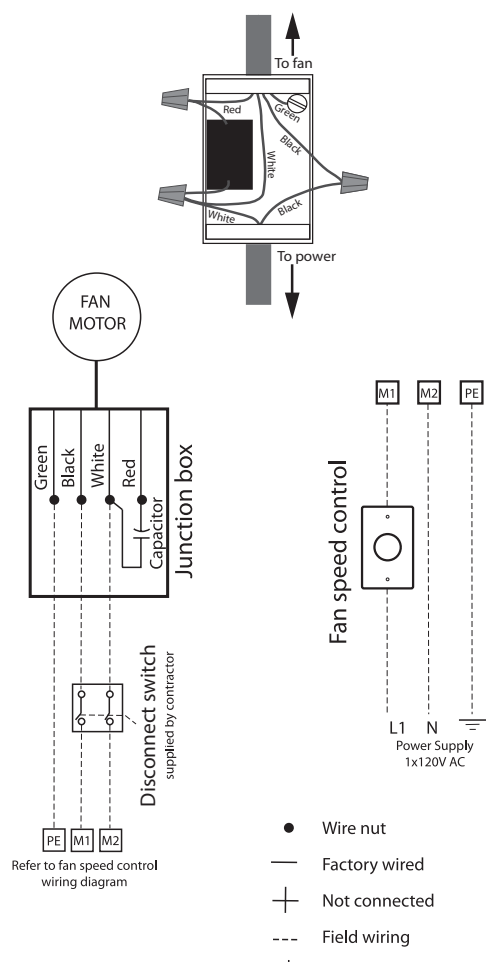 To fan
Red
Green
Black
White
White
Black
To power
FAN
MOTOR
Green
Black
White
Red
Capacitor
Junction box
Disconnect switch
supplied by contractor
PE M1 M2
Refer to fan speed control
wiring diagram
M1 M2 PE
Fan speed control
L1 N
Power Supply
1x120V AC
Wire nut
Factory wired
Not connected
Field wiring